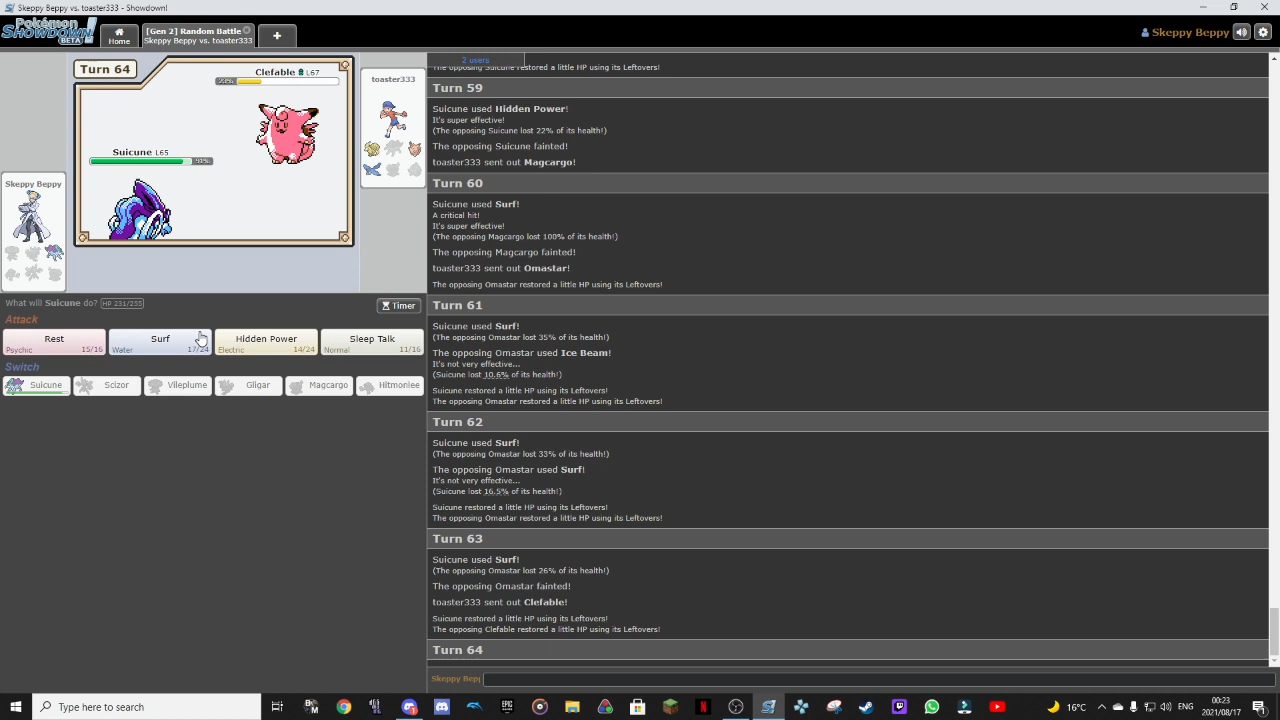 Skeppy Beppy vs. toaster333 - Showdown!
Pokémon
SHOWDOWN!
BETA
Home
[Gen 2] Random Battle
Skeppy Beppy vs. toaster333
Skeppy Beppy
Turn 64
Clefable L67
Suicune L65
91%
toaster333
Skeppy Beppy
What will Suicune do? HP 231/255
Timer
Attack
Rest
Psychic 15/16
Surf
Water 17/24
Hidden Power
Electric 14/24
Sleep Talk
Normal 11/16
Switch
Suicune
Scizor
Vileplume
Gligar
Magcargo
Hitmonlee
2 users
The opposing Suicune restored a little HP using its Leftovers!
Turn 59
Suicune used Hidden Power!
It's super effective!
(The opposing Suicune lost 22% of its health!)
The opposing Suicune fainted!
toaster333 sent out Magcargo!
Turn 60
Suicune used Surf!
A critical hit!
It's super effective!
(The opposing Magcargo lost 100% of its health!)
The opposing Magcargo fainted!
toaster333 sent out Omastar!
The opposing Omastar restored a little HP using its Leftovers!
Turn 61
Suicune used Surf!
(The opposing Omastar lost 35% of its health!)
The opposing Omastar used Ice Beam!
It's not very effective...
(Suicune lost 10.6% of its health!)
Suicune restored a little HP using its Leftovers!
The opposing Omastar restored a little HP using its Leftovers!
Turn 62
Suicune used Surf!
(The opposing Omastar lost 33% of its health!)
The opposing Omastar used Surf!
It's not very effective...
(Suicune lost 16.5% of its health!)
Suicune restored a little HP using its Leftovers!
The opposing Omastar restored a little HP using its Leftovers!
Turn 63
Suicune used Surf!
(The opposing Omastar lost 26% of its health!)
The opposing Omastar fainted!
toaster333 sent out Clefable!
Suicune restored a little HP using its Leftovers!
The opposing Clefable restored a little HP using its Leftovers!
Turn 64
Skeppy Bepp
Type here to search
16°C
ENG
00:23
2021/08/17